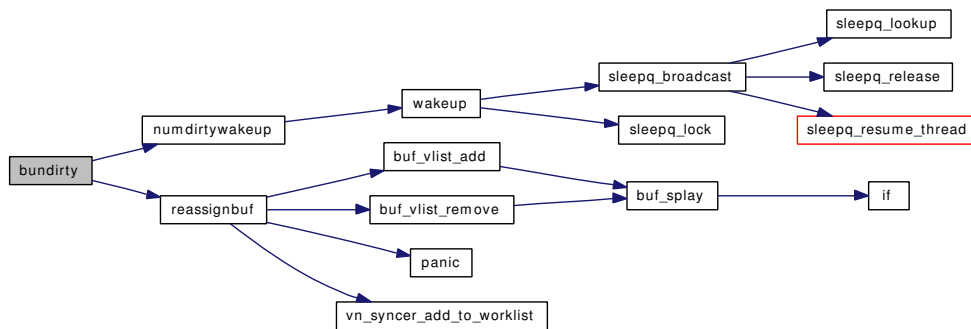 bundirty
numdirtywakeup
reassignbuf
wakeup
buf_vlist_add
buf_vlist_remove
panic
vn_syncer_add_to_worklist
sleepq_broadcast
sleepq_lock
buf_splay
sleepq_lookup
sleepq_release
sleepq_resume_thread
if